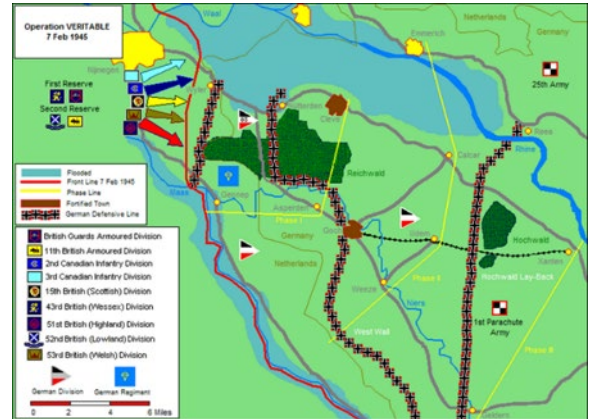 Operation VERITABLE
7 Feb 1945
Nijmegen
First Reserve
Second Reserve
Waal
Wyler
Emmerich
Netherlands
Germany
25th Army
Rees
Rhine
Cleve
Reichwald
Calcar
Maas
Gennep
Asperden
Phase I
Goch
Udem
Hochwald
Xanten
Hochwald Lay-Back
Germany
Netherlands
Phase II
Weeze
Niers
West Wall
1st Parachute
Army
Phase III
Geldern
Flooded
Front Line 7 Feb 1945
Phase Line
Fortified Town
German Defensive Line
British Guards Armoured Division
11th British Armoured Division
2nd Canadian Infantry Division
3rd Canadian Infantry Division
15th British (Scottish) Division
43rd British (Wessex) Division
51st British (Highland) Division
52nd British (Lowland) Division
53rd British (Welsh) Division
German Division
German Regiment
0 2 4 6 Miles